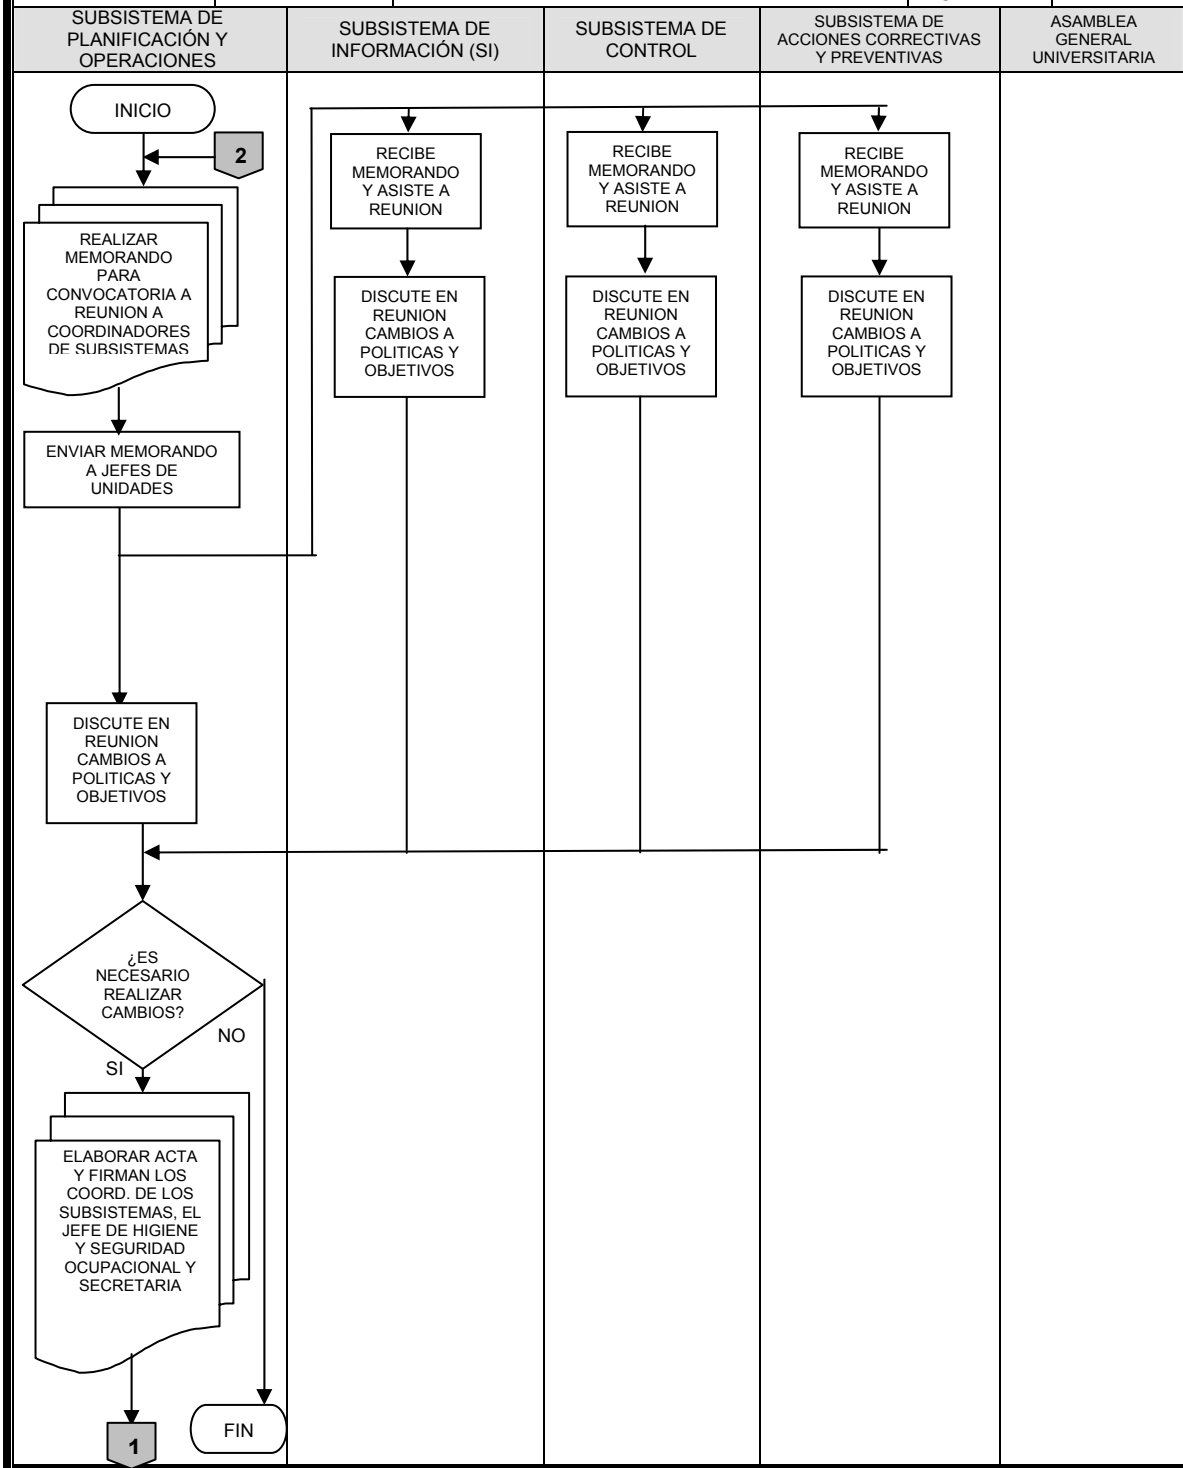 SUBSISTEMA DE
PLANIFICACIÓN Y
OPERACIONES
SUBSISTEMA DE
INFORMACIÓN (SI)
SUBSISTEMA DE
CONTROL
SUBSISTEMA DE
ACCIONES CORRECTIVAS
Y PREVENTIVAS
ASAMBLEA
GENERAL
UNIVERSITARIA
INICIO
2
REALIZAR
MEMORANDO
PARA
CONVOCATORIA A
REUNION A
COORDINADORES
DE SUBSISTEMAS
ENVIAR MEMORANDO
A JEFES DE
UNIDADES
RECIBE
MEMORANDO
Y ASISTE A
REUNION
RECIBE
MEMORANDO
Y ASISTE A
REUNION
RECIBE
MEMORANDO
Y ASISTE A
REUNION
DISCUTE EN
REUNION
CAMBIOS A
POLITICAS Y
OBJETIVOS
DISCUTE EN
REUNION
CAMBIOS A
POLITICAS Y
OBJETIVOS
DISCUTE EN
REUNION
CAMBIOS A
POLITICAS Y
OBJETIVOS
DISCUTE EN
REUNION
CAMBIOS A
POLITICAS Y
OBJETIVOS
¿ES
NECESARIO
REALIZAR
CAMBIOS?
NO
SI
ELABORAR ACTA
Y FIRMAN LOS
COORD. DE LOS
SUBSISTEMAS, EL
JEFE DE HIGIENE
Y SEGURIDAD
OCUPACIONAL Y
SECRETARIA
1
FIN